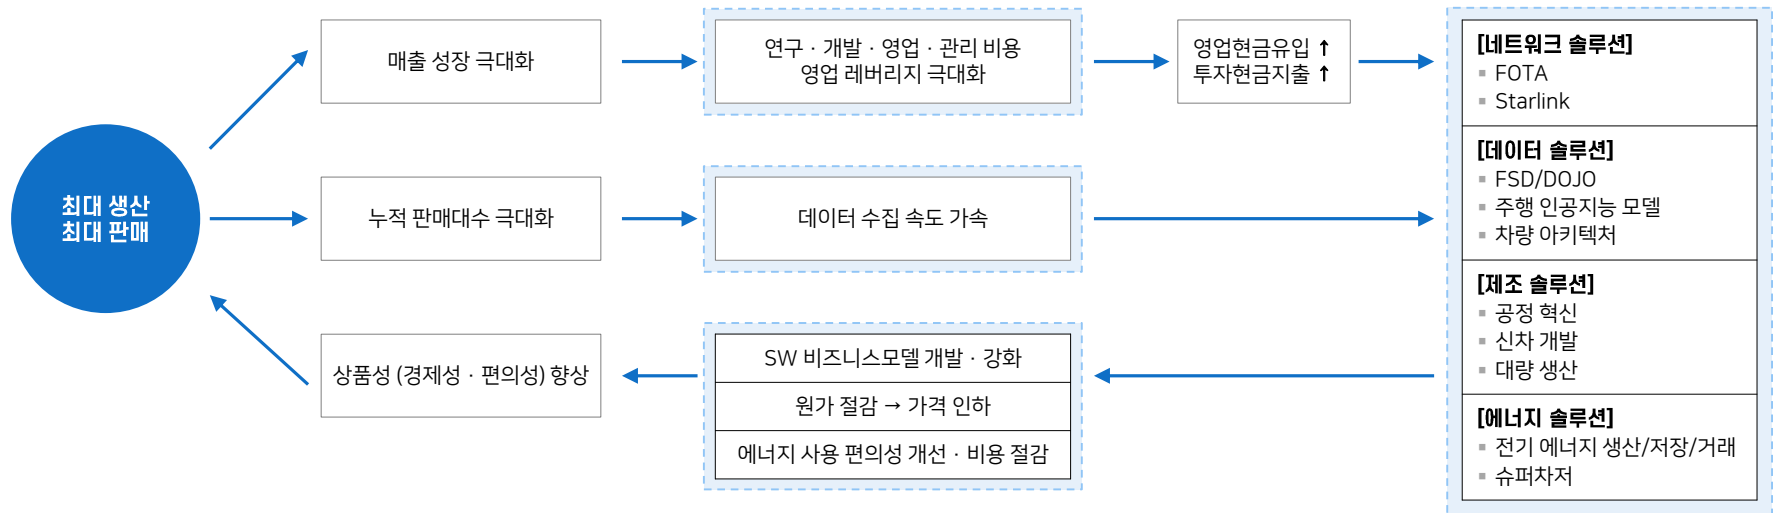 최대 생산
최대 판매
매출 성장 극대화
연구 · 개발 · 영업 · 관리 비용
영업 레버리지 극대화
영업현금유입 ↑
투자현금지출 ↑
누적 판매대수 극대화
데이터 수집 속도 가속
상품성 (경제성 · 편의성) 향상
SW 비즈니스모델 개발 · 강화
원가 절감 → 가격 인하
에너지 사용 편의성 개선 · 비용 절감
[네트워크 솔루션]
▪ FOTA
▪ Starlink
[데이터 솔루션]
▪ FSD/DOJO
▪ 주행 인공지능 모델
▪ 차량 아키텍처
[제조 솔루션]
▪ 공정 혁신
▪ 신차 개발
▪ 대량 생산
[에너지 솔루션]
▪ 전기 에너지 생산/저장/거래
▪ 슈퍼차저